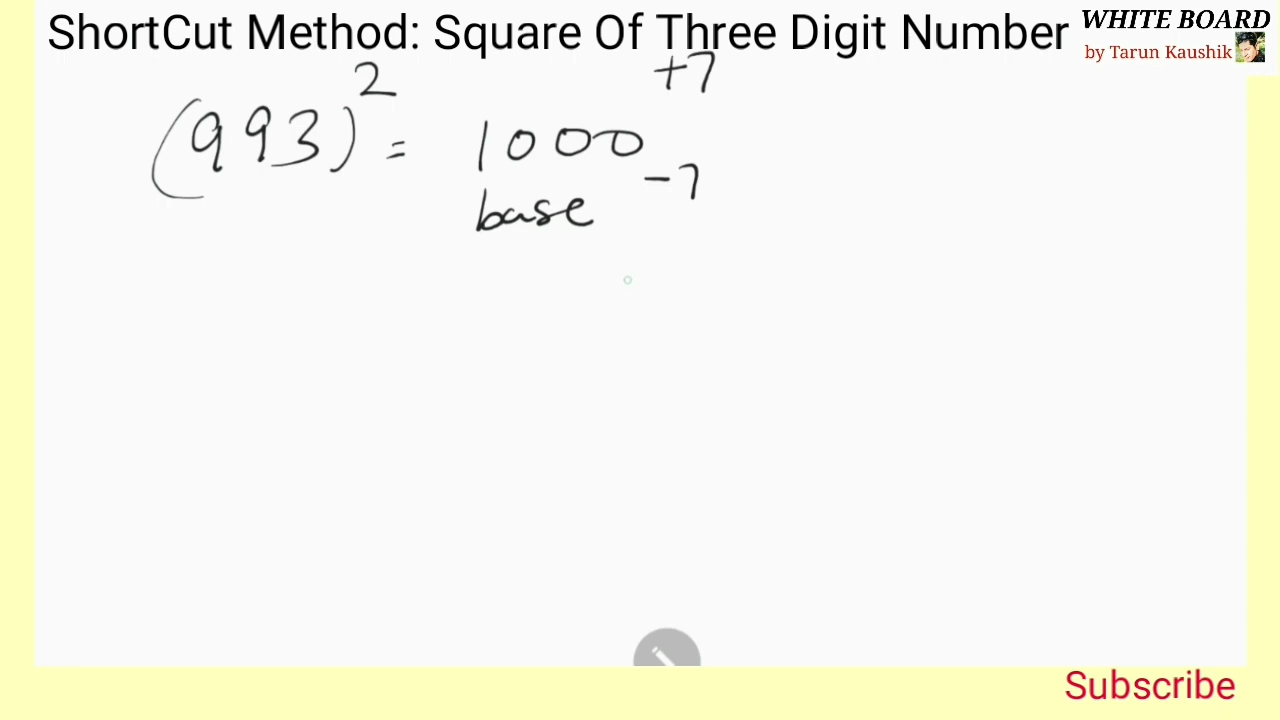 ShortCut Method: Square Of Three Digit Number
WHITE BOARD
by Tarun Kaushik
+7
(993)² = 1000
-7
base
Subscribe